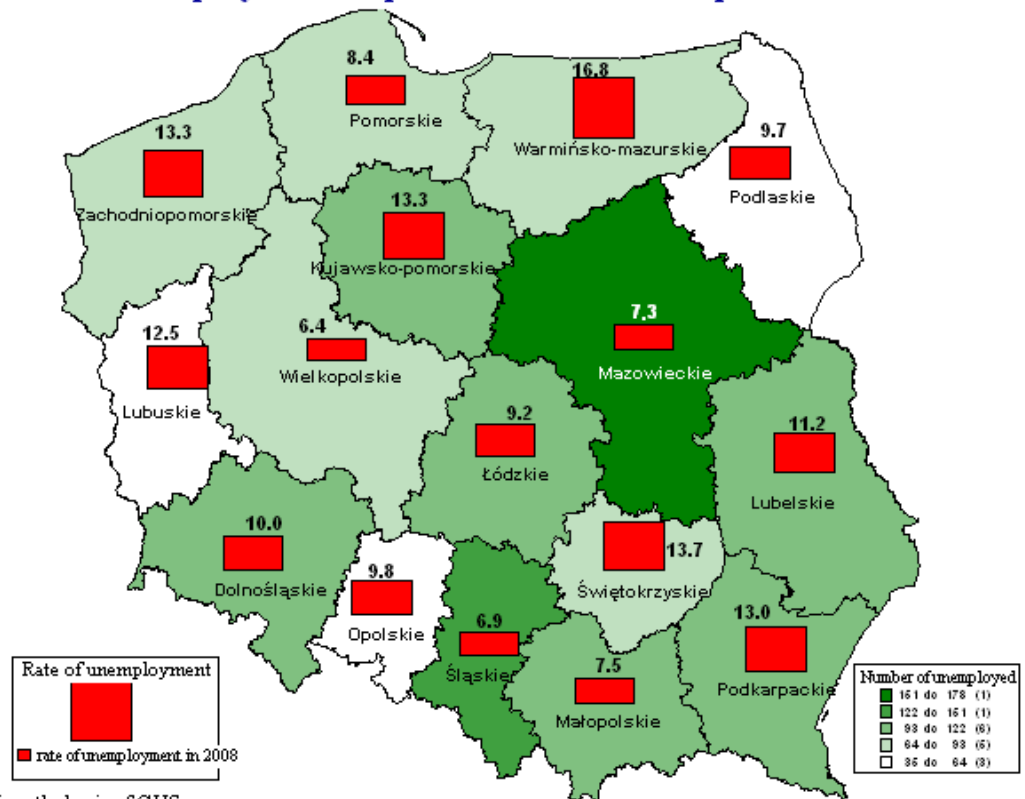 8.4
Pomorskie
16.8
Warmińsko-mazurskie
9.7
Podlaskie
13.3
Zachodniopomorskie
13.3
Kujawsko-pomorskie
7.3
Mazowieckie
12.5
Lubuskie
6.4
Wielkopolskie
9.2
Łódzkie
11.2
Lubelskie
10.0
Dolnośląskie
9.8
Opolskie
6.9
Śląskie
13.7
Świętokrzyskie
7.5
Małopolskie
13.0
Podkarpackie
Rate of unemployment
rate of unemployment in 2008
Number of unemployed
151 do 178 (1)
122 do 151 (1)
93 do 122 (6)
64 do 93 (5)
35 do 64 (3)